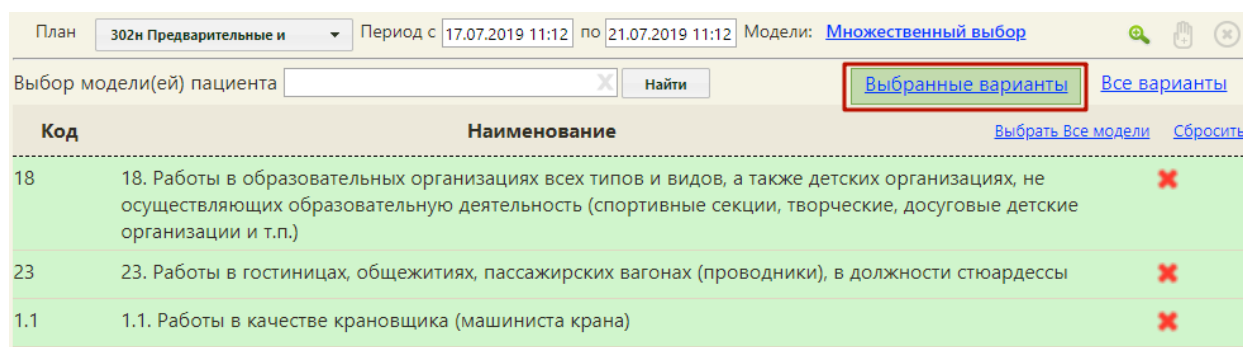 План 302н Предварительные и Период с 17.07.2019 11:12 по 21.07.2019 11:12 Модели: Множественный выбор
Выбор модели(ей) пациента Найти Выбранные варианты Все варианты
Код Наименование Выбрать Все модели Сбросить
18 18. Работы в образовательных организациях всех типов и видов, а также детских организациях, не
осуществляющих образовательную деятельность (спортивные секции, творческие, досуговые детские
организации и т.п.)
23 23. Работы в гостиницах, общежитиях, пассажирских вагонах (проводники), в должности стюардессы
1.1 1.1. Работы в качестве крановщика (машиниста крана)